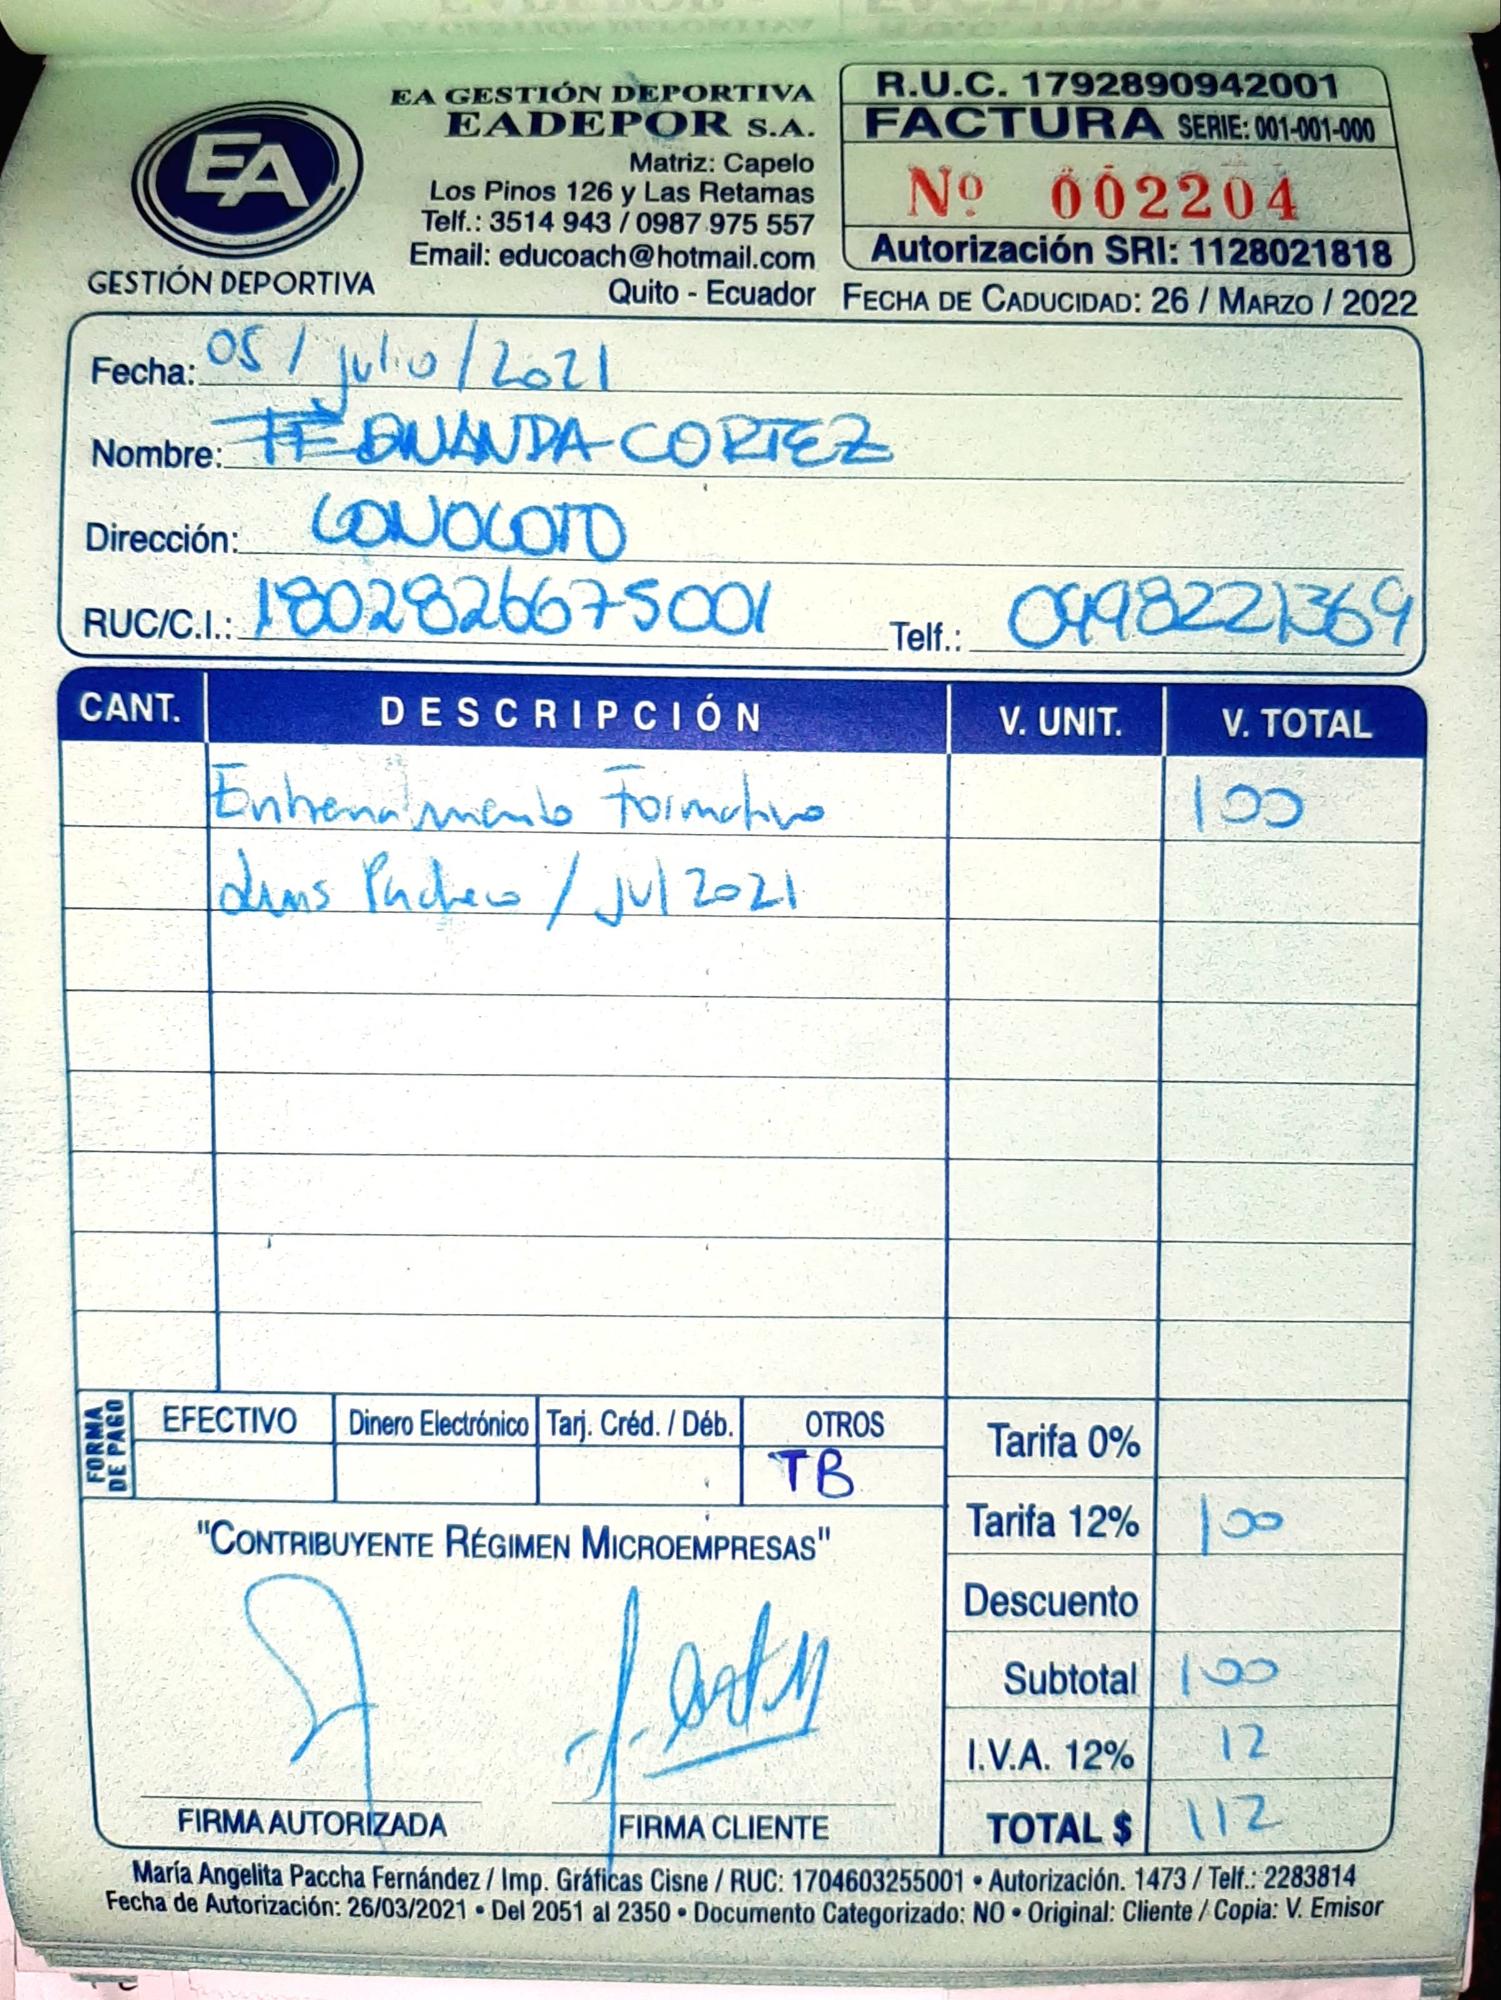 EA
GESTIÓN DEPORTIVA
EA GESTIÓN DEPORTIVA
EADEPOR S.A.
Matriz: Capelo
Los Pinos 126 y Las Retamas
Telf.: 3514 943 / 0987 975 557
Email: educoach@hotmail.com
Quito - Ecuador
R.U.C. 1792890942001
FACTURA SERIE: 001-001-000
Nº 002204
Autorización SRI: 1128021818
FECHA DE CADUCIDAD: 26 / MARZO / 2022
Fecha: 05 / julio / 2021
Nombre: FERNANDA CORTEZ
Dirección: CONOCOTO
RUC/C.I.: 1802826675001 Telf.: 0998221369
CANT. DESCRIPCIÓN V. UNIT. V. TOTAL
Entrenamiento Formativo 100
Luis Pacheco / jul 2021
FORMA DE PAGO
EFECTIVO Dinero Electrónico Tarj. Créd. / Déb. OTROS
TB
Tarifa 0%
Tarifa 12% 100
Descuento
Subtotal 100
I.V.A. 12% 12
TOTAL $ 112
"CONTRIBUYENTE RÉGIMEN MICROEMPRESAS"
FIRMA AUTORIZADA FIRMA CLIENTE
María Angelita Paccha Fernández / Imp. Gráficas Cisne / RUC: 1704603255001 • Autorización. 1473 / Telf.: 2283814
Fecha de Autorización: 26/03/2021 • Del 2051 al 2350 • Documento Categorizado: NO • Original: Cliente / Copia: V. Emisor